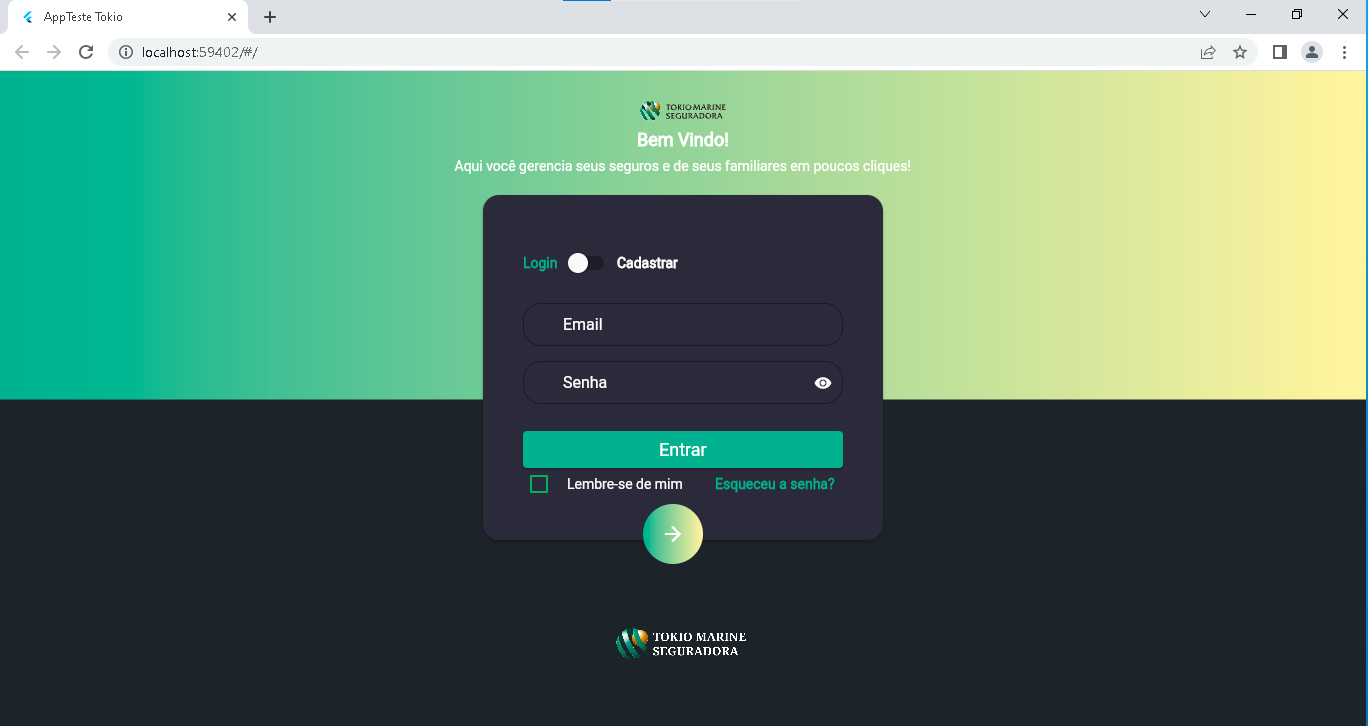 AppTeste Tokio
localhost:59402/#/
TOKIO MARINE
SEGURADORA
Bem Vindo!
Aqui você gerencia seus seguros e de seus familiares em poucos cliques!
Login Cadastrar
Email
Senha
Entrar
Lembre-se de mim Esqueceu a senha?
TOKIO MARINE
SEGURADORA